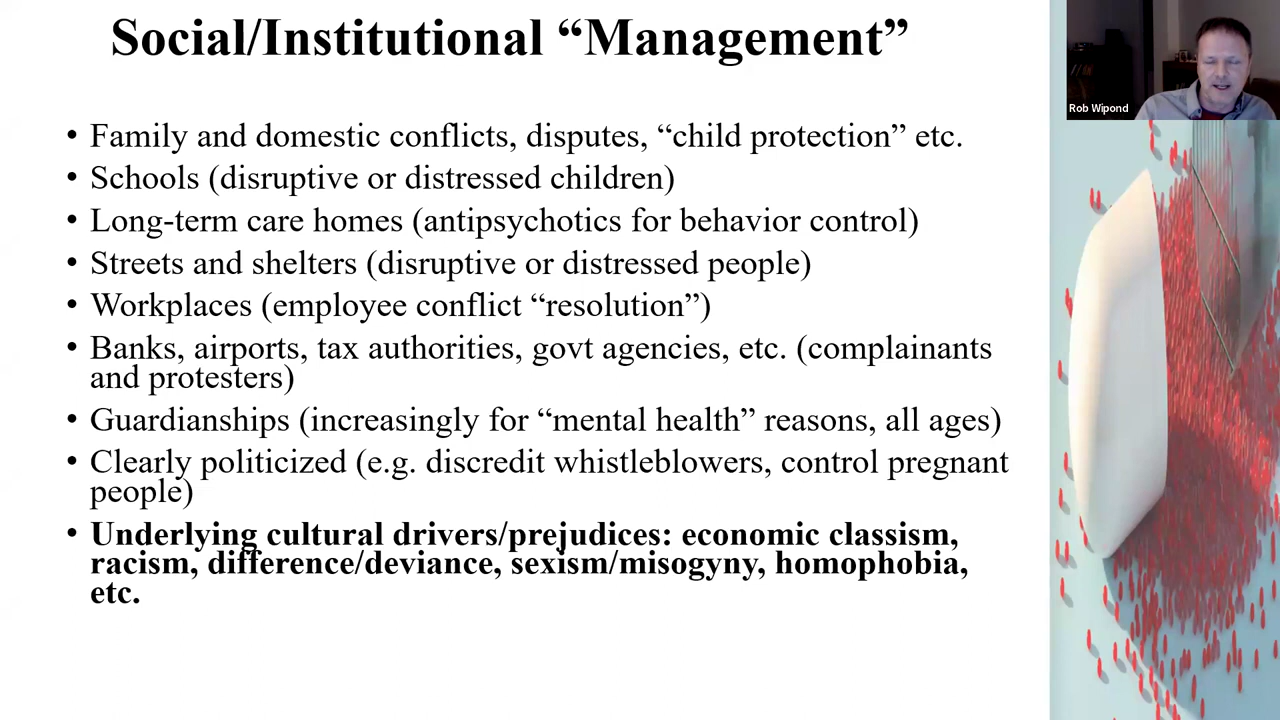 Social/Institutional “Management”
Rob Wipond
• Family and domestic conflicts, disputes, “child protection” etc.
• Schools (disruptive or distressed children)
• Long-term care homes (antipsychotics for behavior control)
• Streets and shelters (disruptive or distressed people)
• Workplaces (employee conflict “resolution”)
• Banks, airports, tax authorities, govt agencies, etc. (complainants
and protesters)
• Guardianships (increasingly for “mental health” reasons, all ages)
• Clearly politicized (e.g. discredit whistleblowers, control pregnant
people)
• Underlying cultural drivers/prejudices: economic classism,
racism, difference/deviance, sexism/misogyny, homophobia,
etc.